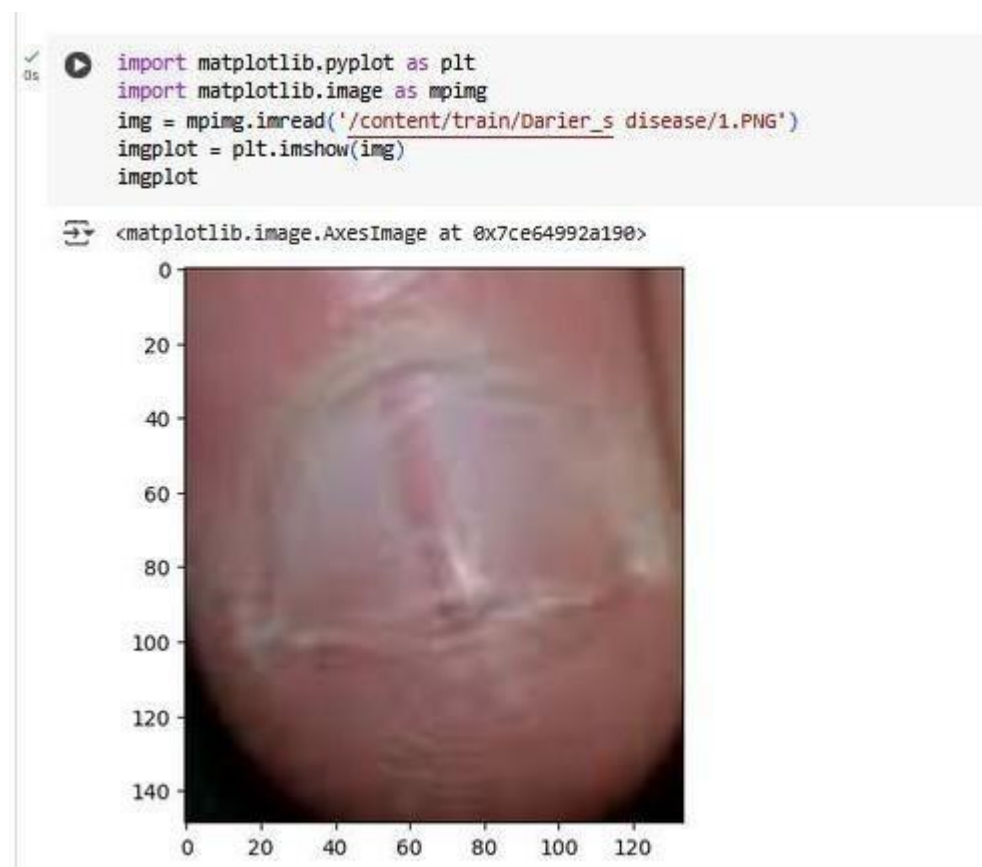 0s
import matplotlib.pyplot as plt
import matplotlib.image as mpimg
img = mpimg.imread('/content/train/Darier_s disease/1.PNG')
imgplot = plt.imshow(img)
imgplot
<matplotlib.image.AxesImage at 0x7ce64992a190>
0
20
40
60
80
100
120
140
0 20 40 60 80 100 120